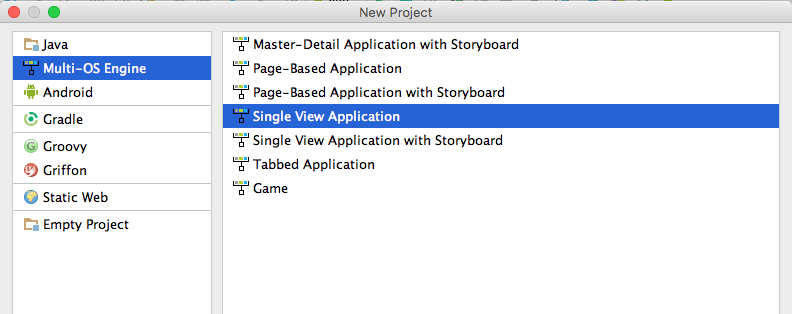 New Project
Java
Multi-OS Engine
Android
Gradle
Groovy
Griffon
Static Web
Empty Project
Master-Detail Application with Storyboard
Page-Based Application
Page-Based Application with Storyboard
Single View Application
Single View Application with Storyboard
Tabbed Application
Game